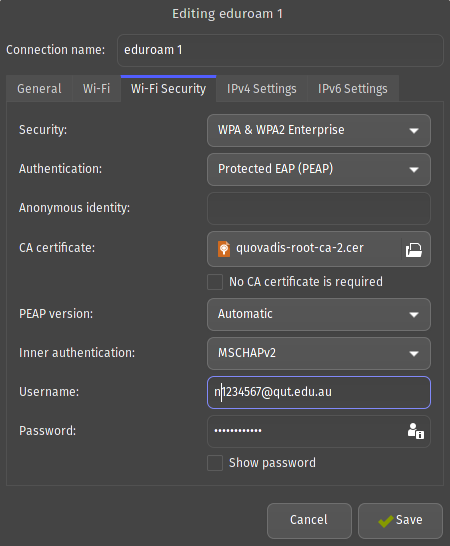 Editing eduroam 1
Connection name: eduroam 1
General Wi-Fi Wi-Fi Security IPv4 Settings IPv6 Settings
Security: WPA & WPA2 Enterprise
Authentication: Protected EAP (PEAP)
Anonymous identity:
CA certificate: quovadis-root-ca-2.cer
No CA certificate is required
PEAP version: Automatic
Inner authentication: MSCHAPv2
Username: n1234567@qut.edu.au
Password: ••••••••••••
Show password
Cancel Save